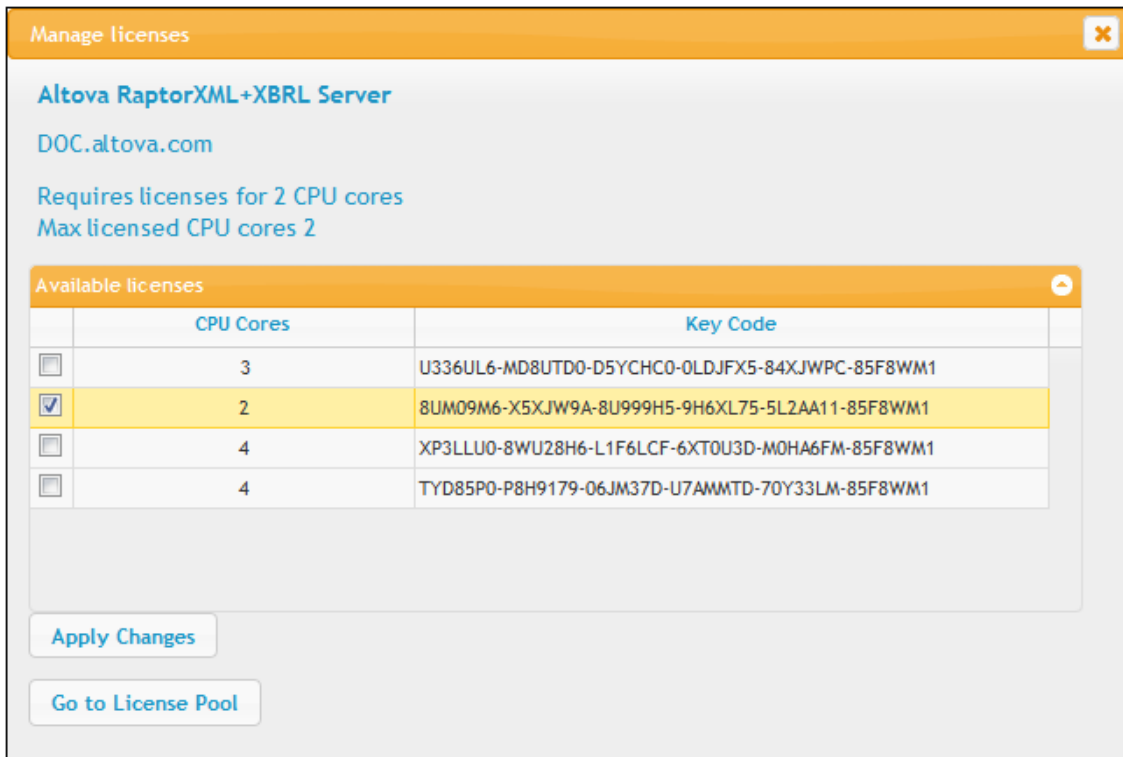 Manage licenses
Altova RaptorXML+XBRL Server
DOC.altova.com
Requires licenses for 2 CPU cores
Max licensed CPU cores 2
Available licenses
CPU Cores Key Code
3 U336UL6-MD8UTD0-D5YCHC0-0LDJFX5-84XJWPC-85F8WM1
2 8UM09M6-X5XJW9A-8U999H5-9H6XL75-5L2AA11-85F8WM1
4 XP3LLU0-8WU28H6-L1F6LCF-6XT0U3D-M0HA6FM-85F8WM1
4 TYD85P0-P8H9179-06JM37D-U7AMMTD-70Y33LM-85F8WM1
Apply Changes
Go to License Pool